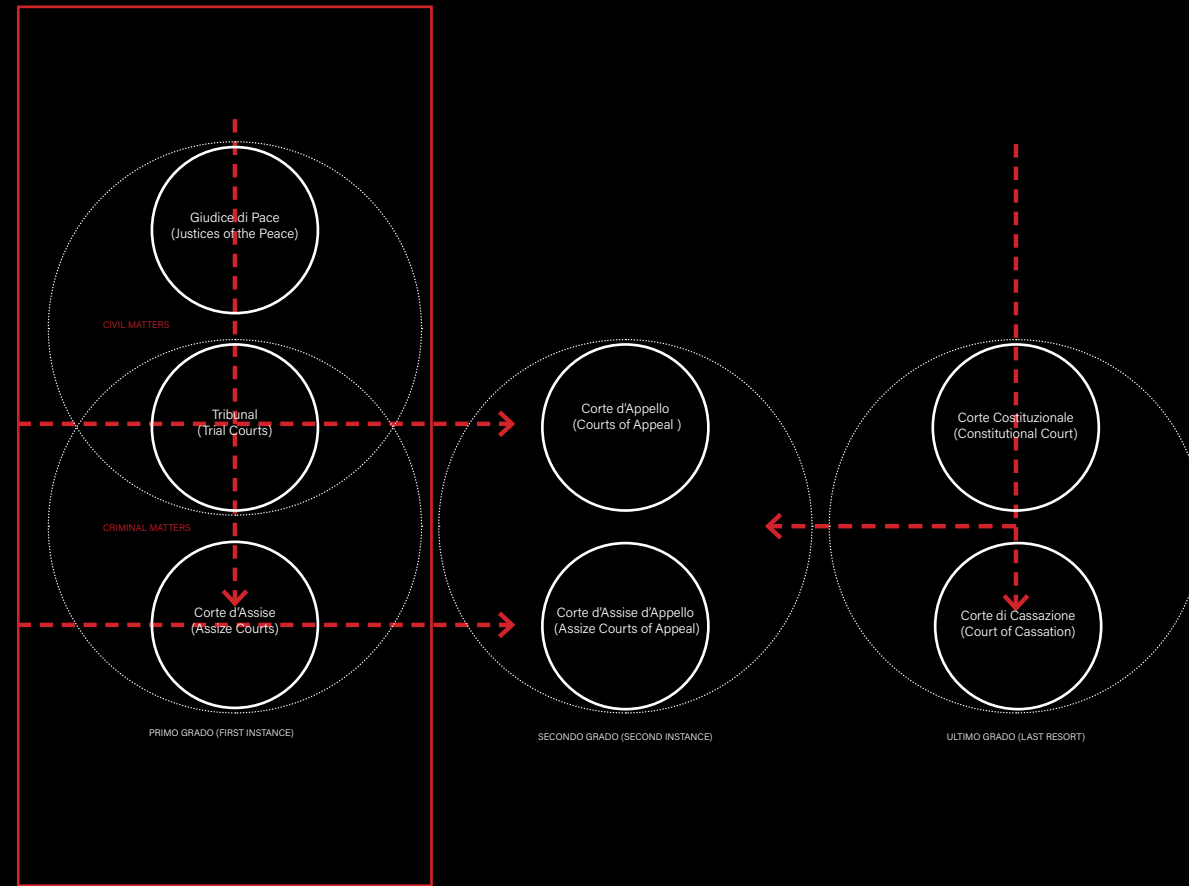 Giudice di Pace
(Justices of the Peace)
CIVIL MATTERS
Tribunal
(Trial Courts)
CRIMINAL MATTERS
Corte d'Assise
(Assize Courts)
PRIMO GRADO (FIRST INSTANCE)
Corte d'Appello
(Courts of Appeal )
Corte d'Assise d'Appello
(Assize Courts of Appeal)
SECONDO GRADO (SECOND INSTANCE)
Corte Costituzionale
(Constitutional Court)
Corte di Cassazione
(Court of Cassation)
ULTIMO GRADO (LAST RESORT)